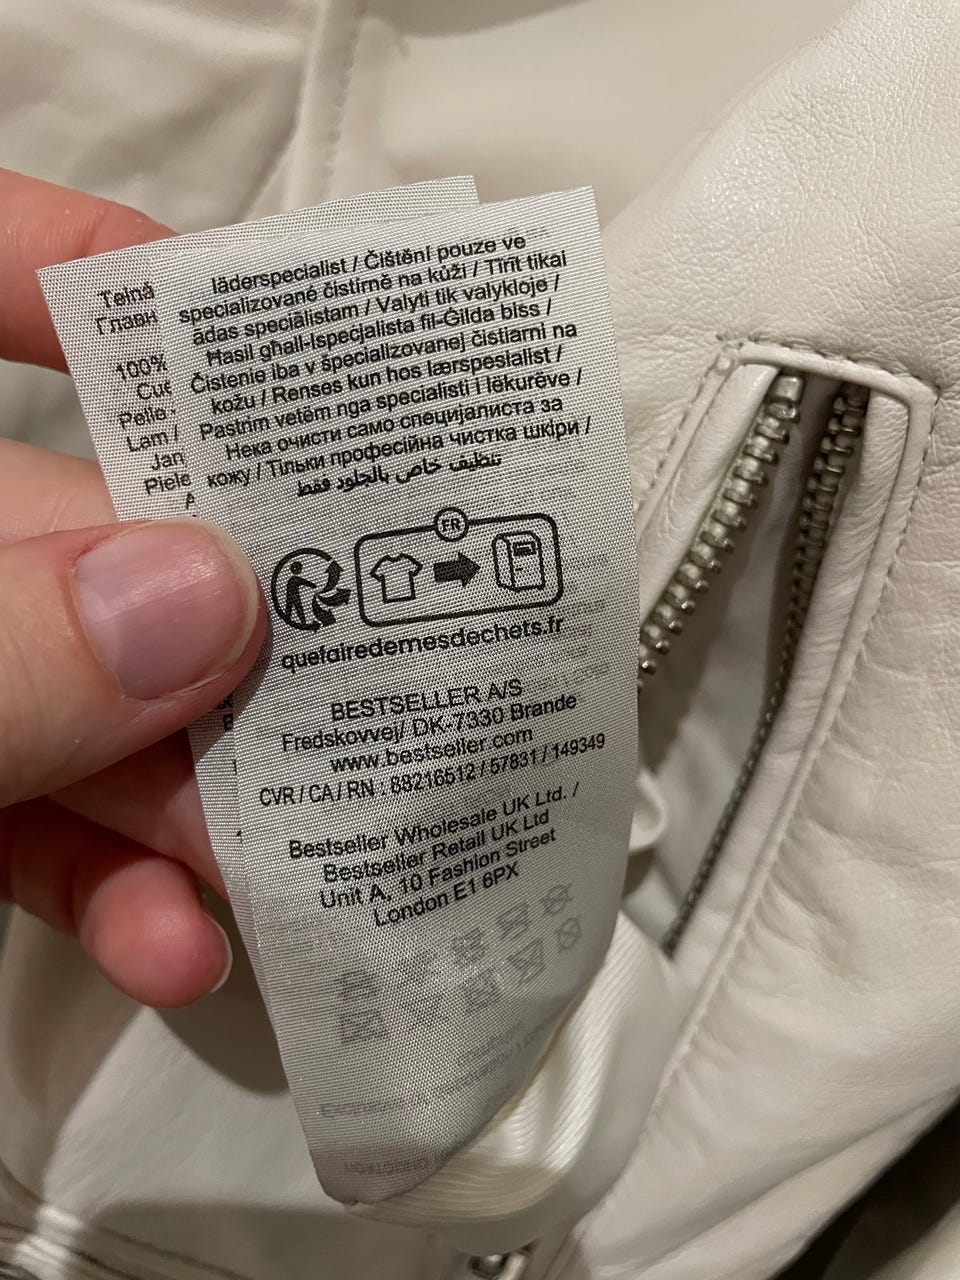 läderspecialist / Čištění pouze ve
specializované čistírně na kůži / Tīrīt tikai
ādas speciālistam / Valyti tik valykloje /
Ħasil għall-Ispeċjalista fil-Ġilda biss /
Čistenie iba v špecializovanej čistiarni na
kožu / Renses kun hos lærspesialist /
Pastrim vetëm nga specialisti i lëkurëve /
Нека очисти само специјалиста за
кожу / Тільки професійна чистка шкіри /
تنظيف خاص بالجلود فقط
FR
quefairedemesdechets.fr
BESTSELLER A/S
Fredskovvej/ DK-7330 Brande
www.bestseller.com
CVR / CA / RN : 88216512 / 57831 / 149349
Bestseller Wholesale UK Ltd. /
Bestseller Retail UK Ltd
Unit A, 10 Fashion Street
London E1 6PX
100%
Pelle
Lam /